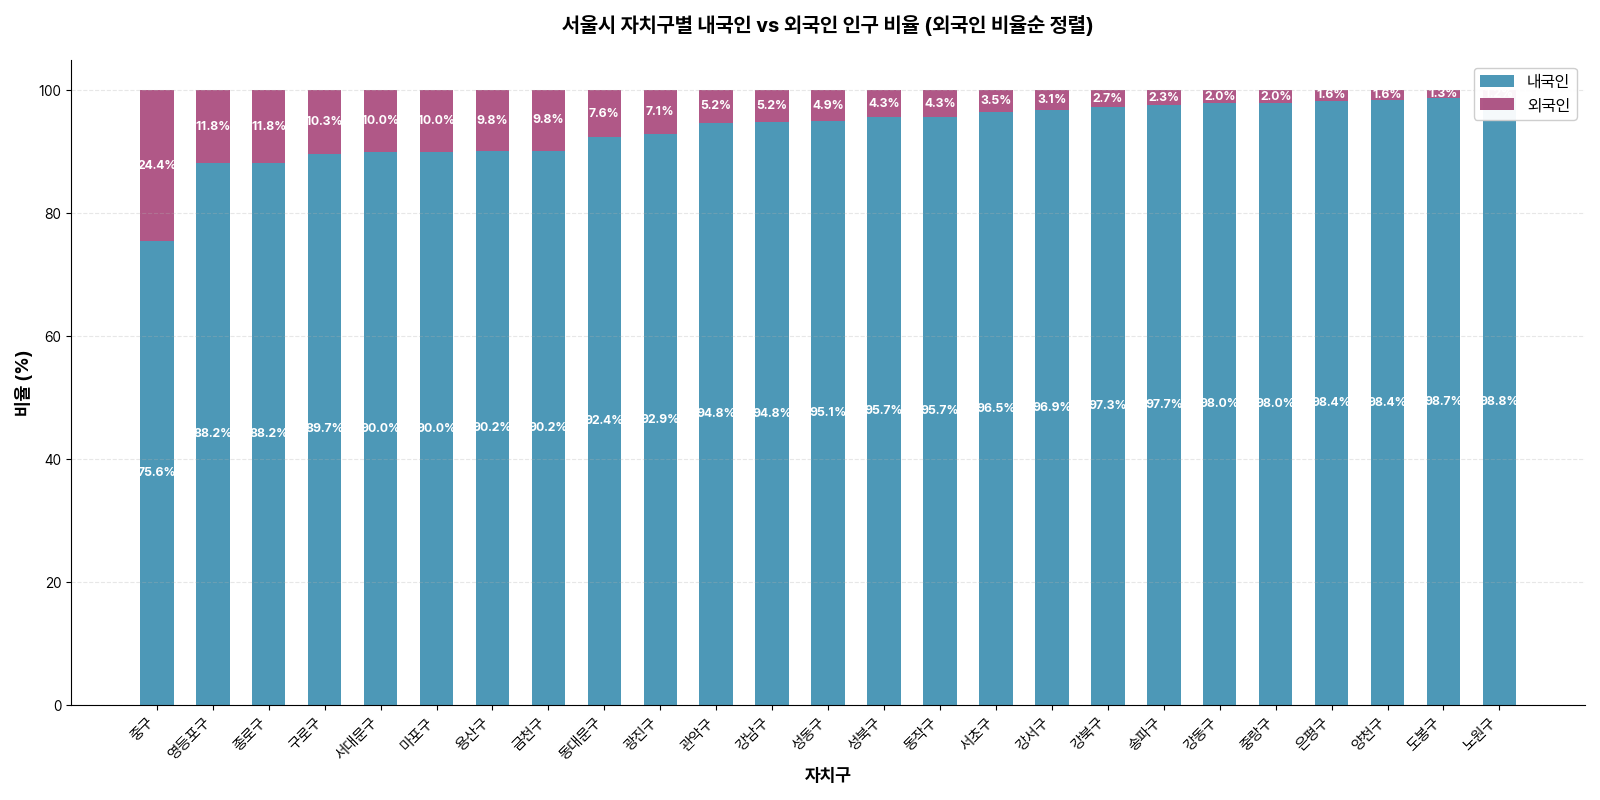 서울시 자치구별 내국인 vs 외국인 인구 비율 (외국인 비율순 정렬)
내국인
외국인
비율 (%)
100
80
60
40
20
0
24.4% 11.8% 11.8% 10.3% 10.0% 10.0% 9.8% 9.8% 7.6% 7.1% 5.2% 5.2% 4.9% 4.3% 4.3% 3.5% 3.1% 2.7% 2.3% 2.0% 2.0% 1.6% 1.6% 1.3%
75.6% 88.2% 88.2% 89.7% 90.0% 90.0% 90.2% 90.2% 92.4% 92.9% 94.8% 94.8% 95.1% 95.7% 95.7% 96.5% 96.9% 97.3% 97.7% 98.0% 98.0% 98.4% 98.4% 98.7% 98.8%
중구 영등포구 종로구 구로구 서대문구 마포구 용산구 금천구 동대문구 광진구 관악구 강남구 성동구 성북구 동작구 서초구 강서구 강북구 송파구 강동구 중랑구 은평구 양천구 도봉구 노원구
자치구